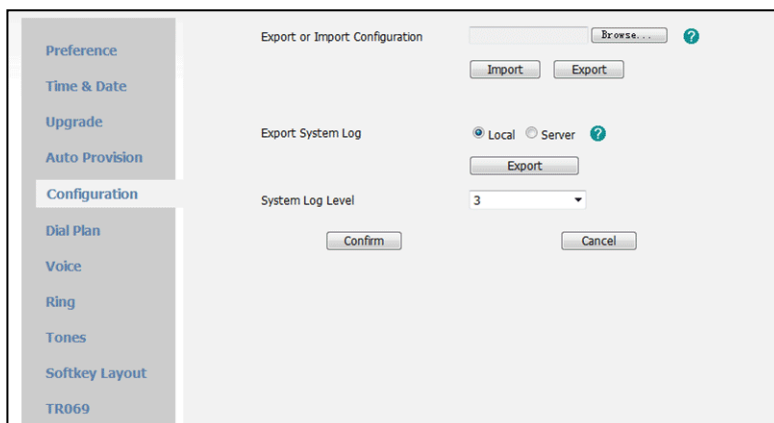 Preference
Time & Date
Upgrade
Auto Provision
Configuration
Dial Plan
Voice
Ring
Tones
Softkey Layout
TR069
Export or Import Configuration Browse... ?
Import Export
Export System Log Local Server ?
Export
System Log Level 3
Confirm Cancel